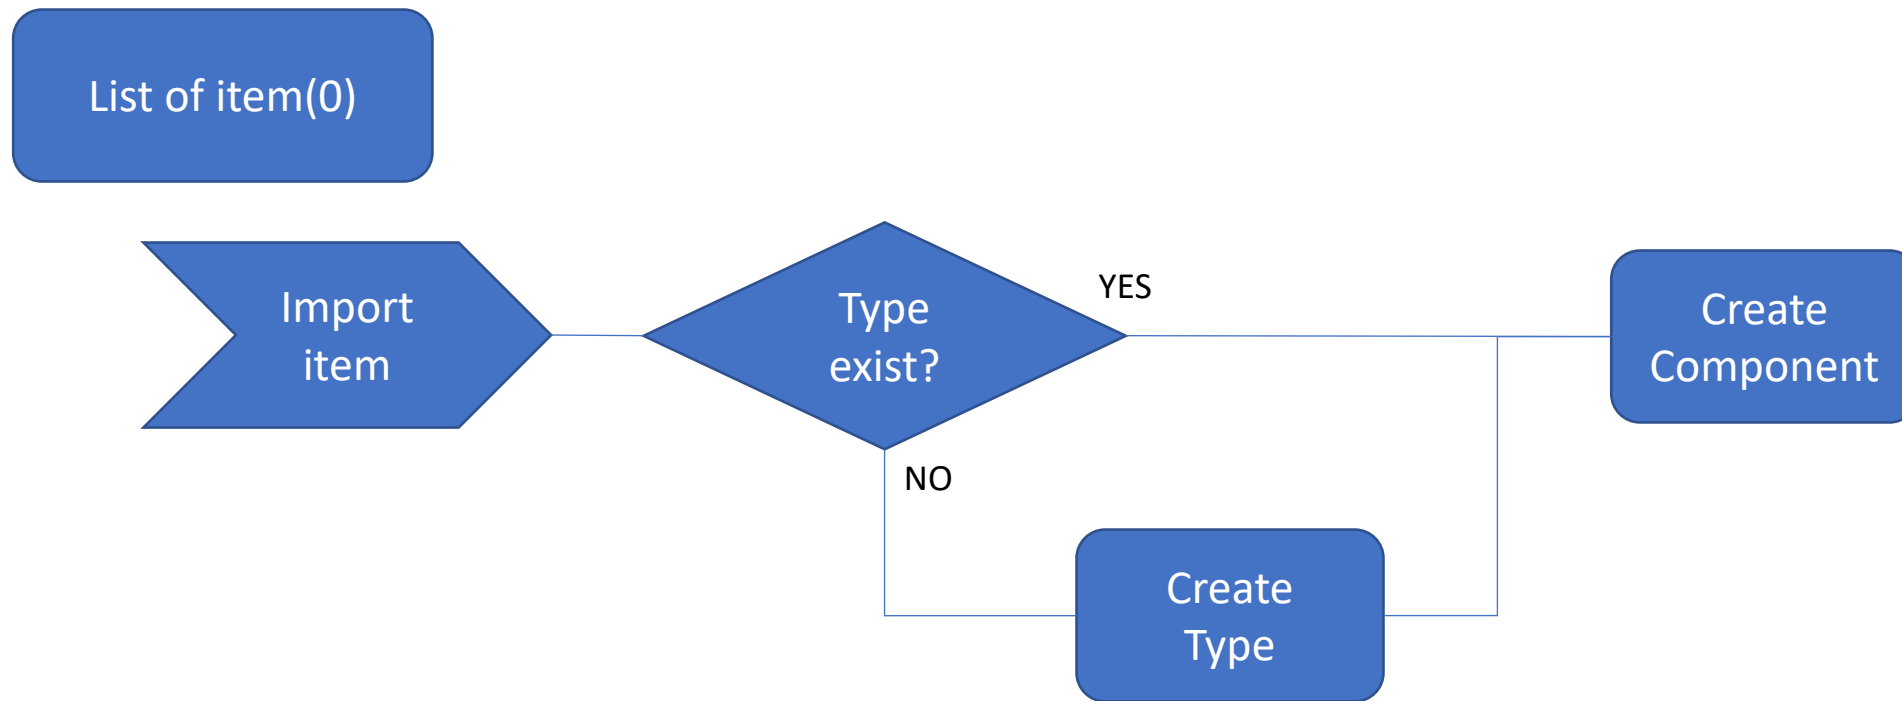 List of item(0)
Import
item
Type
exist?
YES
NO
Create
Type
Create
Component